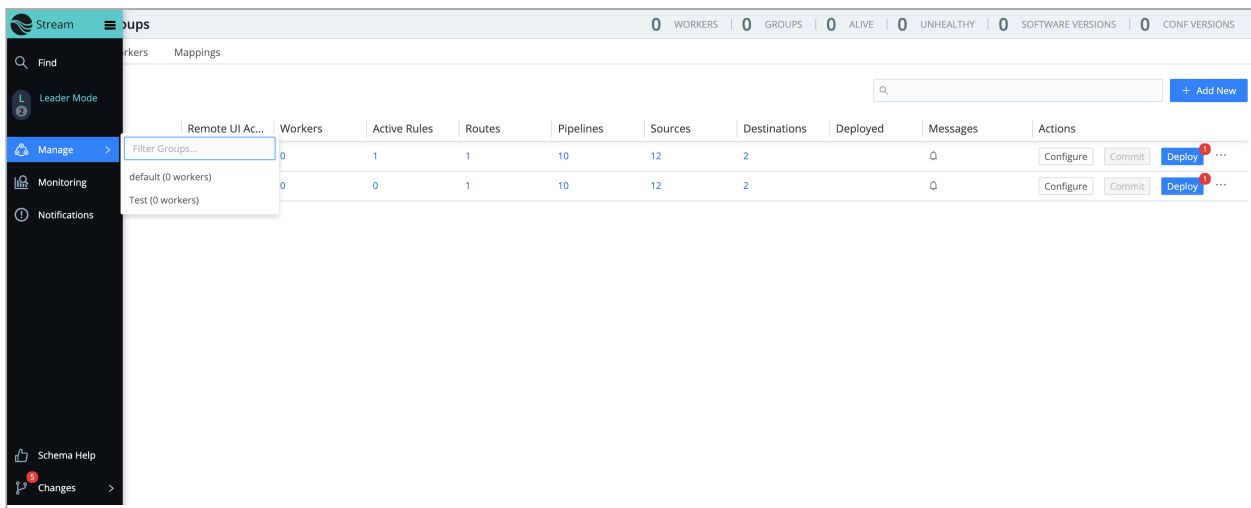 Stream
oups
0 WORKERS | 0 GROUPS | 0 ALIVE | 0 UNHEALTHY | 0 SOFTWARE VERSIONS | 0 CONF VERSIONS
Find
rkers Mappings
L Leader Mode
2
+ Add New
Remote UI Ac... Workers Active Rules Routes Pipelines Sources Destinations Deployed Messages Actions
Manage >
Filter Groups...
0 1 1 10 12 2 Configure Commit Deploy 1 ...
default (0 workers)
Monitoring
0 0 1 10 12 2 Configure Commit Deploy 1 ...
Test (0 workers)
Notifications
Schema Help
5
Changes >